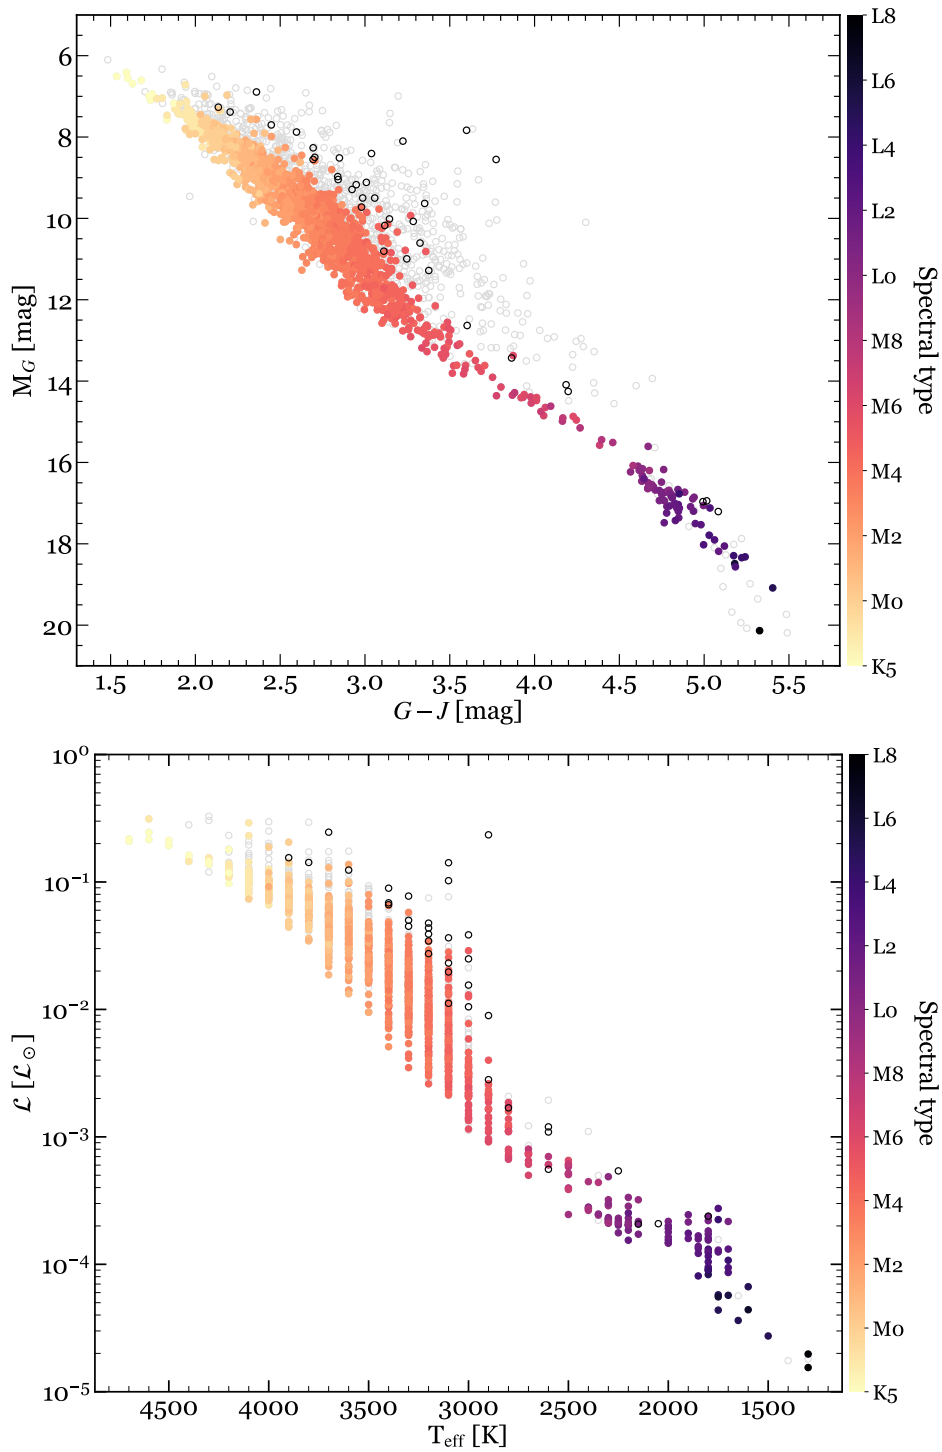 6
8
10
12
14
16
18
20
M_G [mag]
1.5 2.0 2.5 3.0 3.5 4.0 4.5 5.0 5.5
G – J [mag]
L8
L6
L4
L2
L0
M8
M6
M4
M2
M0
K5
Spectral type
10⁰
10⁻¹
10⁻²
10⁻³
10⁻⁴
10⁻⁵
ℒ [ℒ⊙]
4500 4000 3500 3000 2500 2000 1500
T_eff [K]
L8
L6
L4
L2
L0
M8
M6
M4
M2
M0
K5
Spectral type